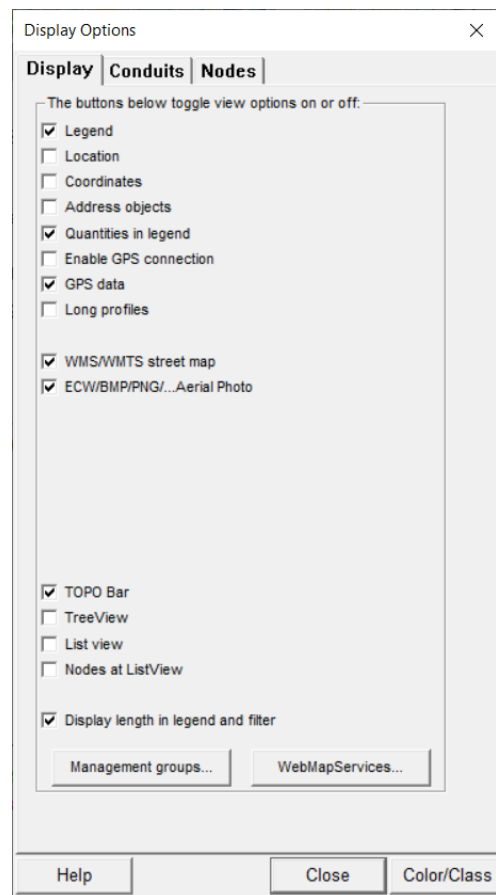 Display Options
Display Conduits Nodes
The buttons below toggle view options on or off:
Legend
Location
Coordinates
Address objects
Quantities in legend
Enable GPS connection
GPS data
Long profiles
WMS/WMTS street map
ECW/BMP/PNG/...Aerial Photo
TOPO Bar
TreeView
List view
Nodes at ListView
Display length in legend and filter
Management groups... WebMapServices...
Help Close Color/Class